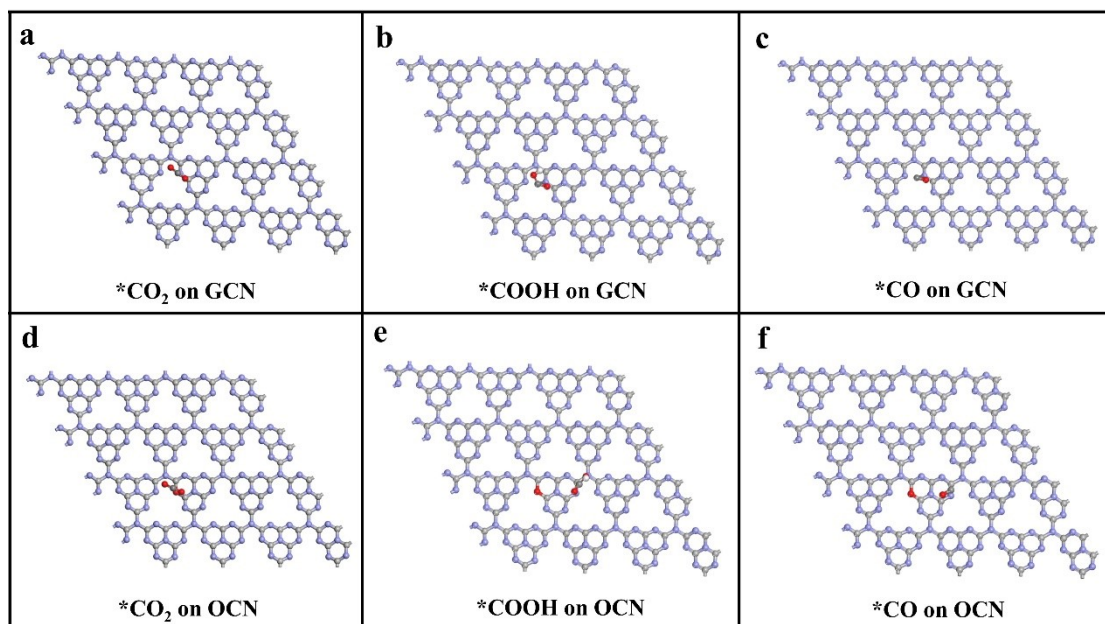 a
b
c
*CO₂ on GCN
*COOH on GCN
*CO on GCN
d
e
f
*CO₂ on OCN
*COOH on OCN
*CO on OCN